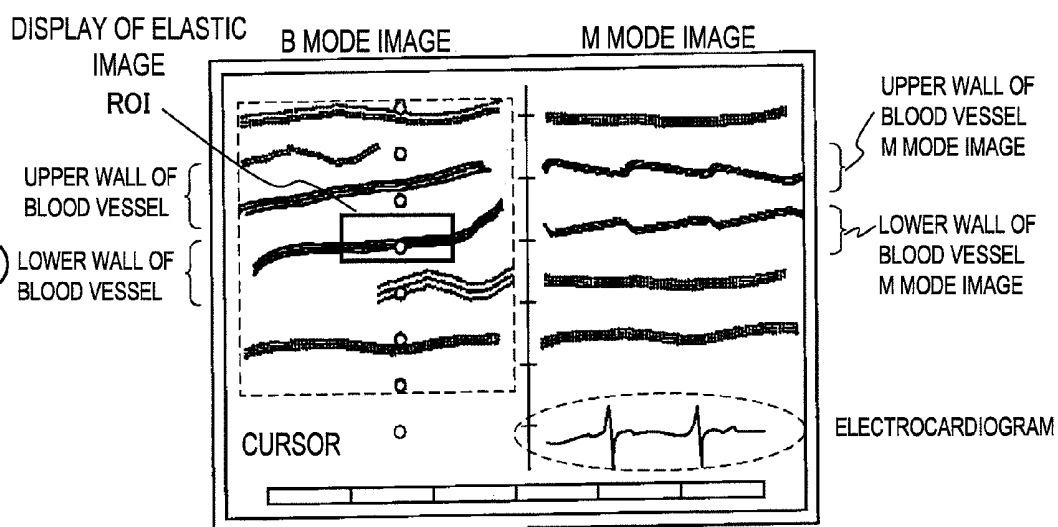 DISPLAY OF ELASTIC
IMAGE
ROI
B MODE IMAGE
M MODE IMAGE
UPPER WALL OF
BLOOD VESSEL
LOWER WALL OF
BLOOD VESSEL
UPPER WALL OF
BLOOD VESSEL
M MODE IMAGE
LOWER WALL OF
BLOOD VESSEL
M MODE IMAGE
CURSOR
ELECTROCARDIOGRAM